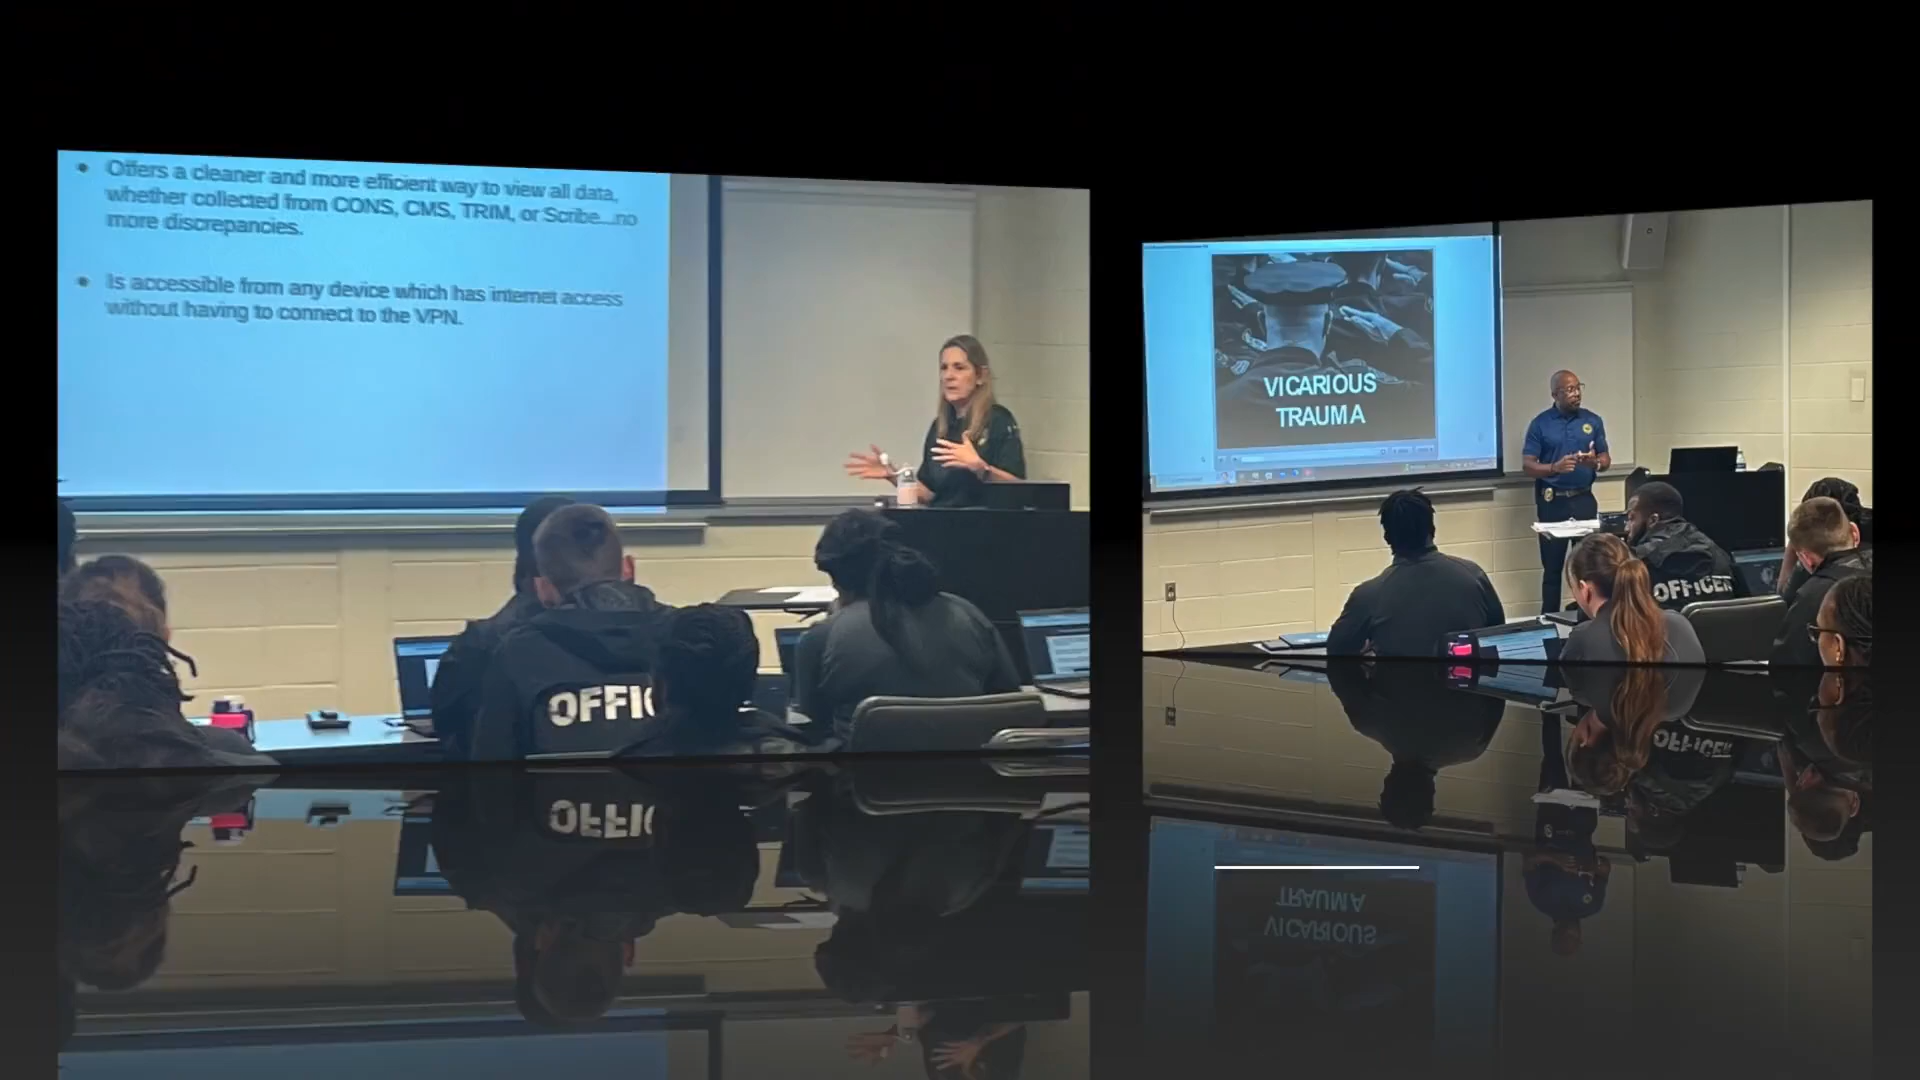 • Offers a cleaner and more efficient way to view all data,
whether collected from CONS, CMS, TRIM, or Scribe...no
more discrepancies.
• Is accessible from any device which has internet access
without having to connect to the VPN.
OFFIC
VICARIOUS
TRAUMA
OFFICER